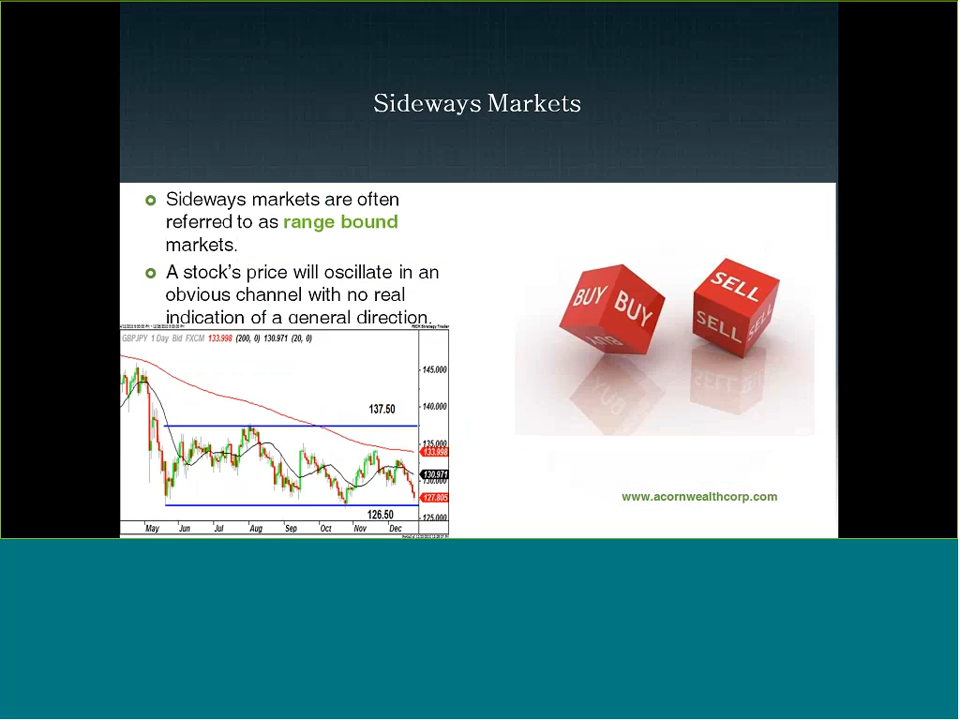 Sideways Markets
Sideways markets are often
referred to as range bound
markets.
A stock's price will oscillate in an
obvious channel with no real
indication of a general direction.
GBPJPY 1 Day Bid FXCM 133.998 (200, 0) 130.971 (20, 0)
145.000
140.000
137.50
135.000
133.998
130.971
130.000
127.805
126.50
125.000
May Jun Jul Aug Sep Oct Nov Dec
BUY BUY BUY
SELL SELL SELL
www.acornwealthcorp.com